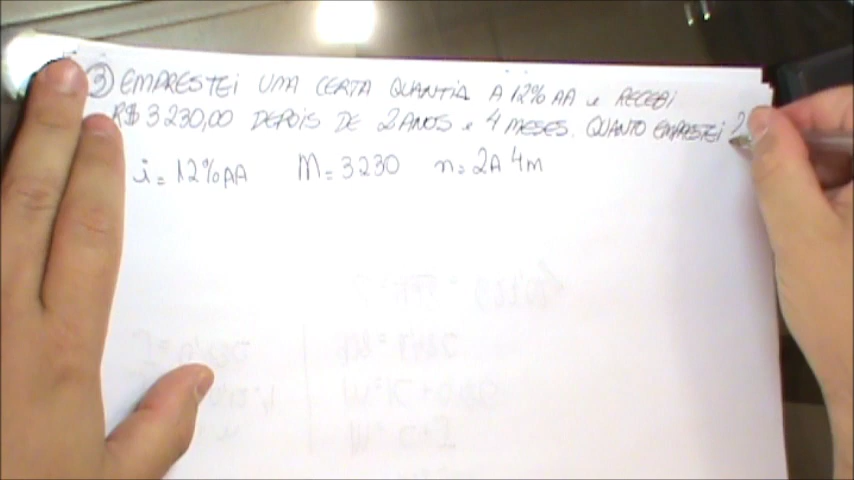 ③ EMPRESTEI UMA CERTA QUANTIA A 12% AA e RECEBI
R$ 3230,00 DEPOIS DE 2 ANOS e 4 MESES. QUANTO EMPRESTEI?
i = 12% AA M = 3230 n = 2A 4M